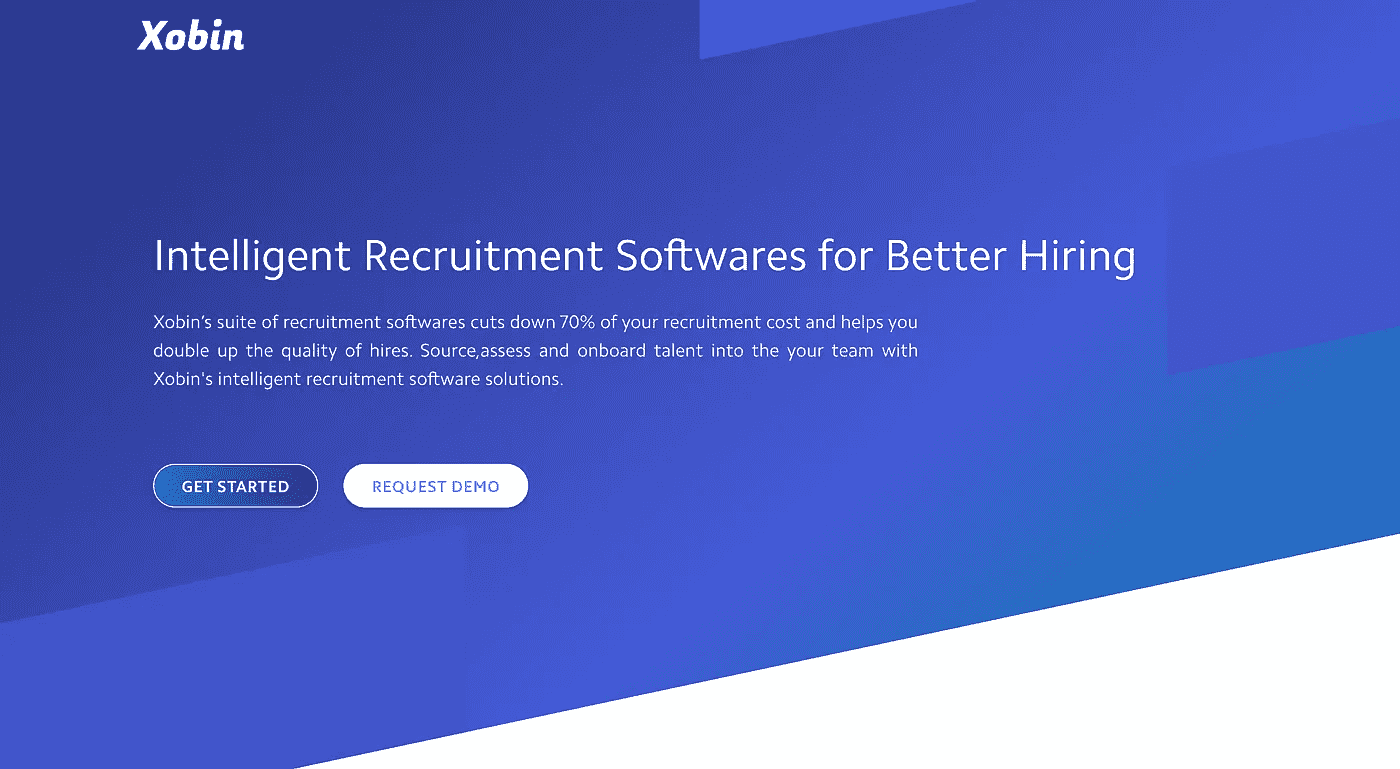 Xobin
Intelligent Recruitment Softwares for Better Hiring
Xobin’s suite of recruitment softwares cuts down 70% of your recruitment cost and helps you
double up the quality of hires. Source,assess and onboard talent into the your team with
Xobin's intelligent recruitment software solutions.
GET STARTED REQUEST DEMO